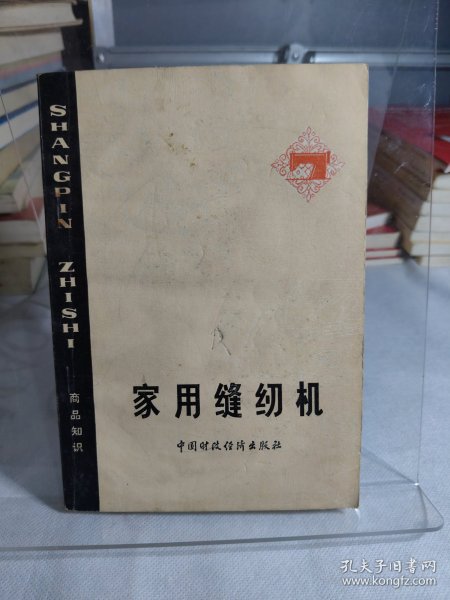 SHANGPIN ZHISHI
商品知识
家用缝纫机
中国财政经济出版社
孔夫子旧书网
www.kongfz.com